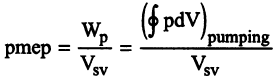 pmep = W_p / V_sv = (∮ pdV)_pumping / V_sv